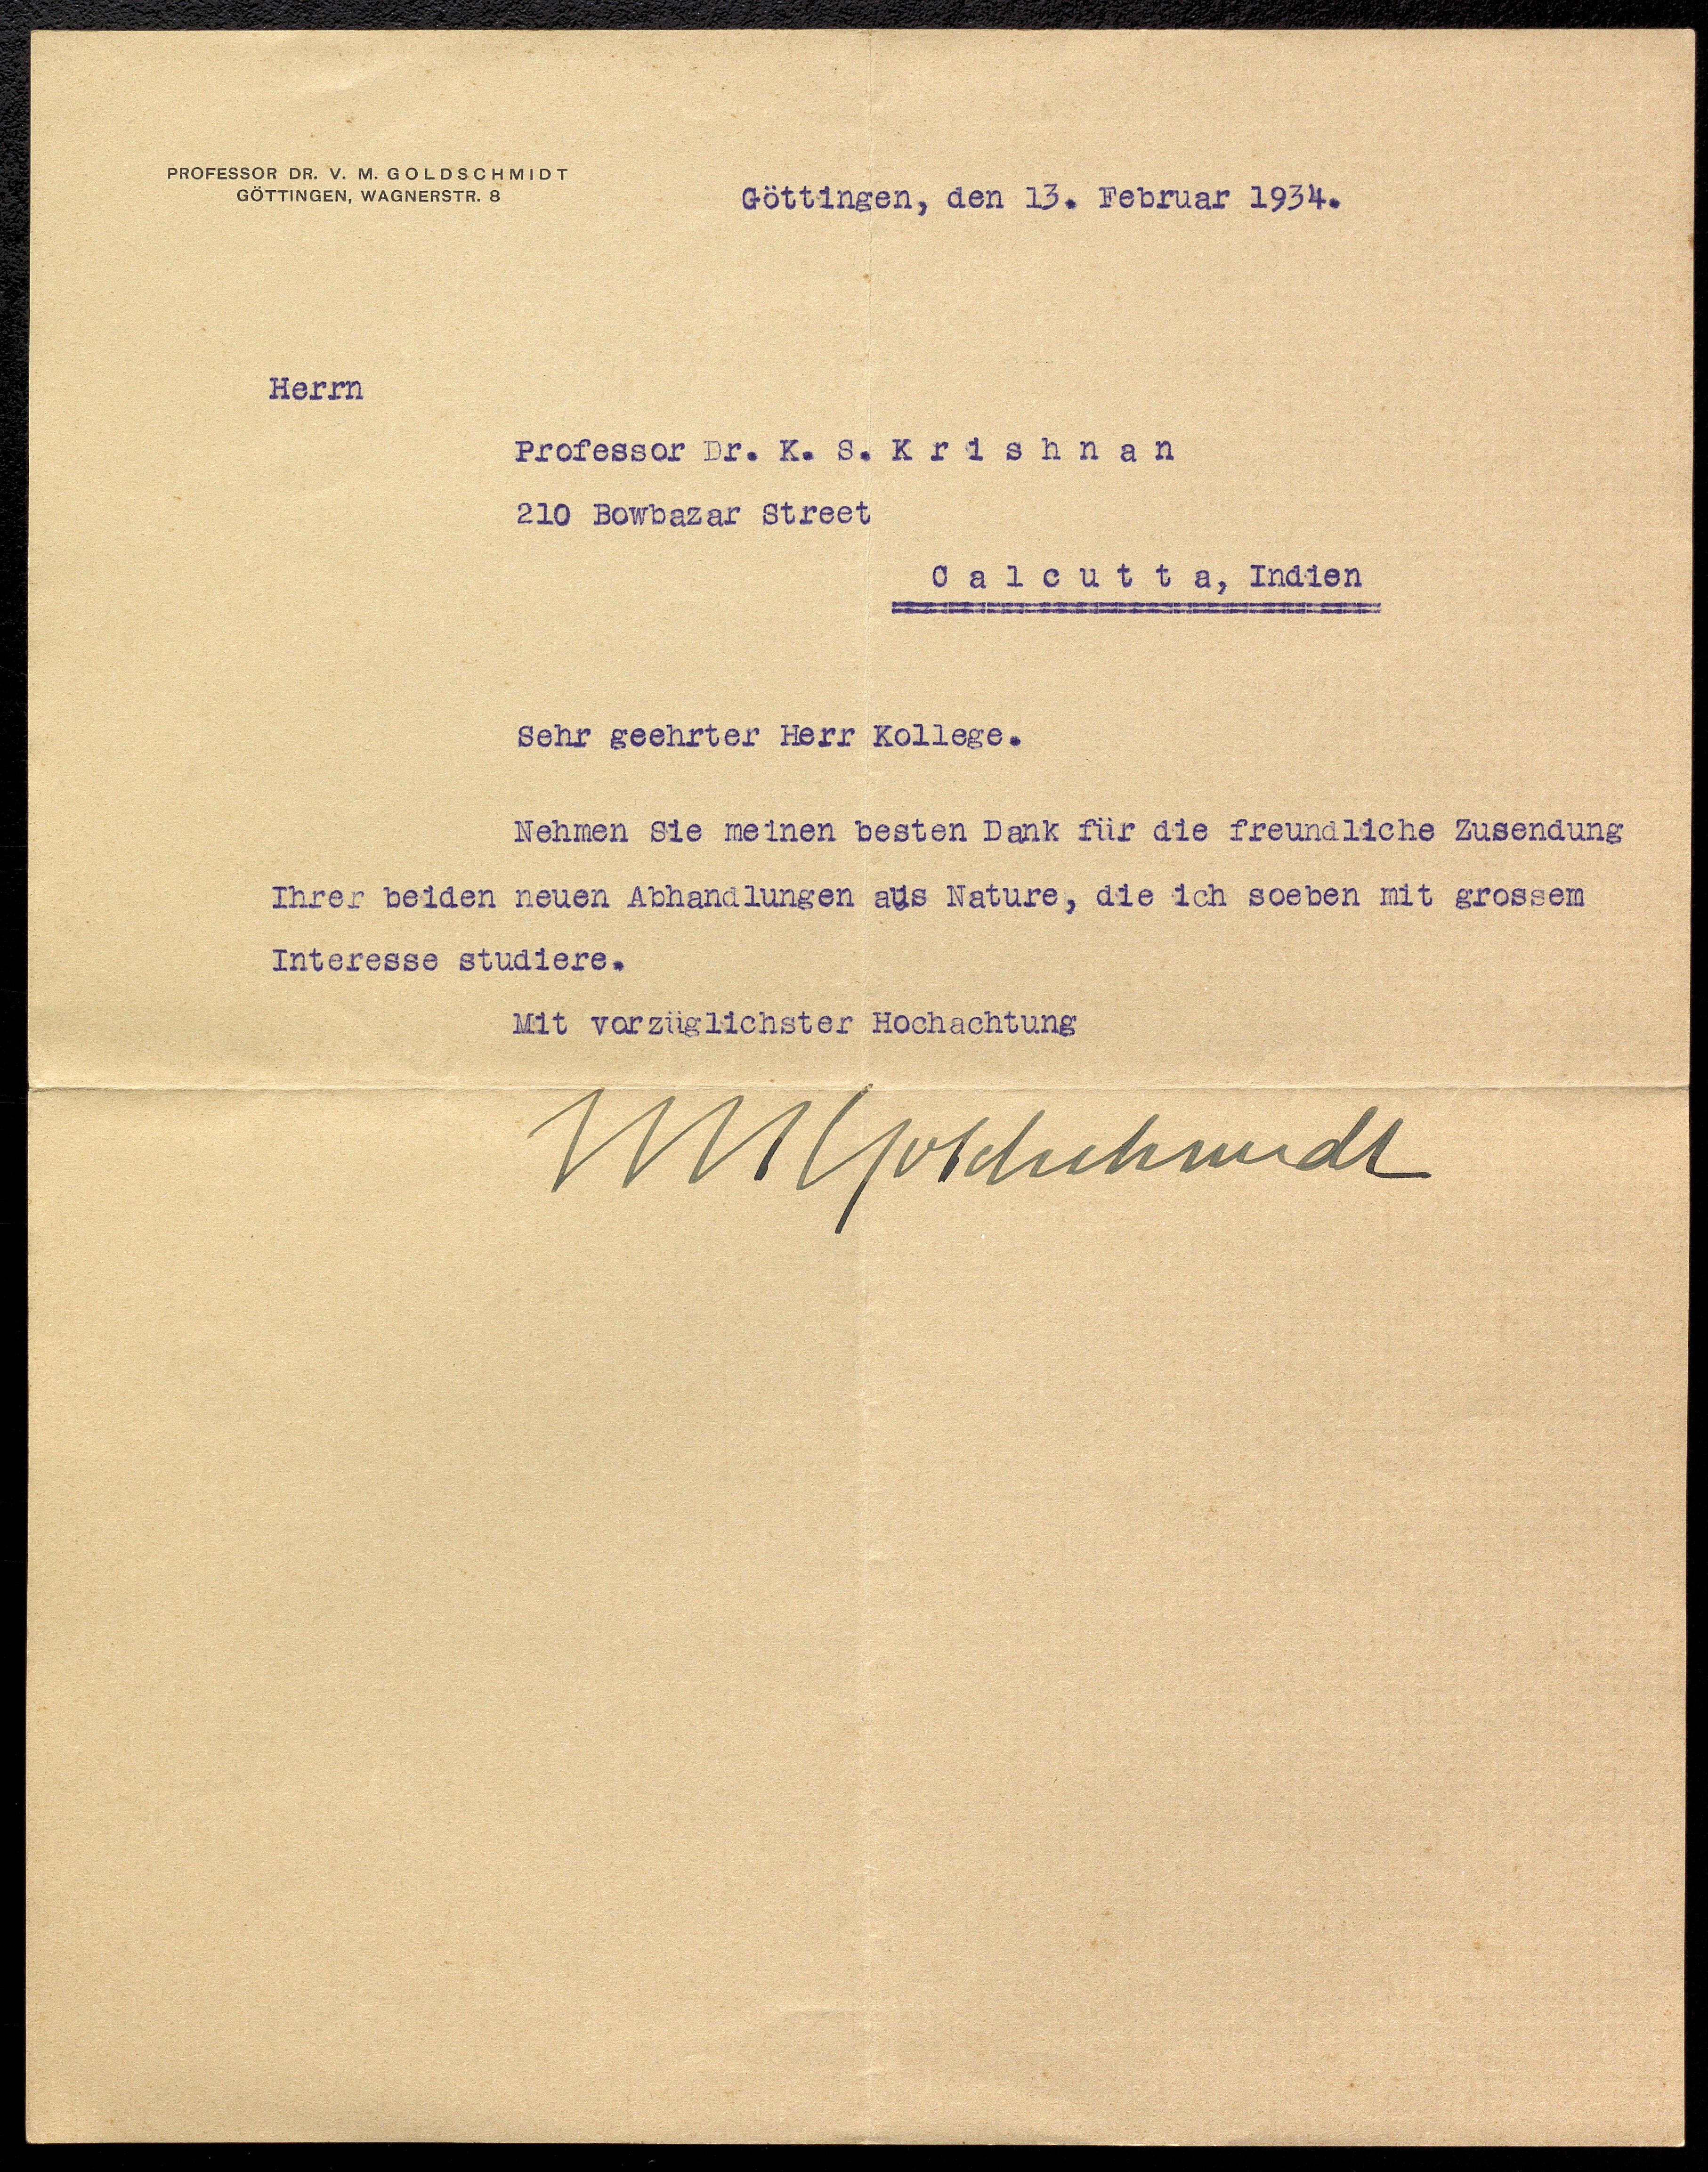 PROFESSOR DR. V. M. GOLDSCHMIDT
GÖTTINGEN, WAGNERSTR. 8
Göttingen, den 13. Februar 1934.
Herrn
Professor Dr. K. S. K r i s h n a n
210 Bowbazar Street
C a l c u t t a, Indien
Sehr geehrter Herr Kollege.
Nehmen Sie meinen besten Dank für die freundliche Zusendung
Ihrer beiden neuen Abhandlungen aus Nature, die ich soeben mit grossem
Interesse studiere.
Mit vorzüglichster Hochachtung
VMGoldschmidt